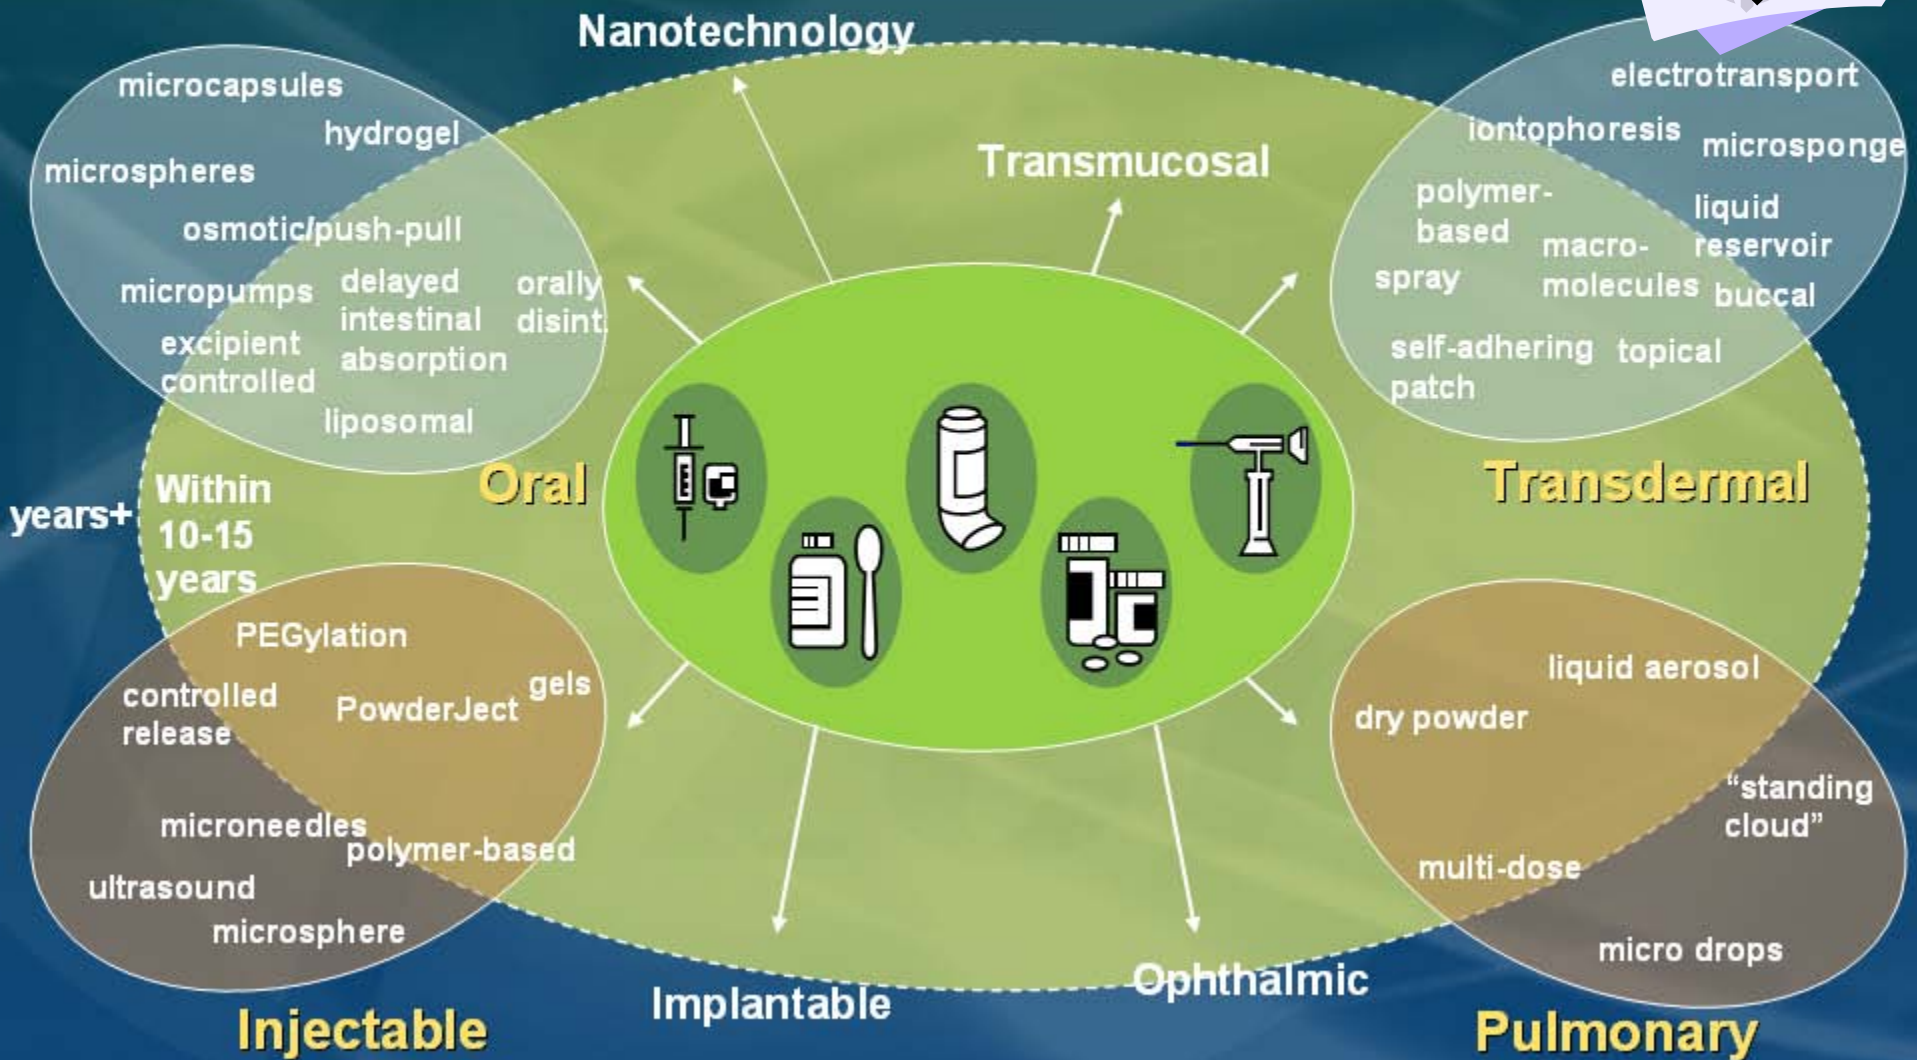 Nanotechnology
Transmucosal
microcapsules
hydrogel
microspheres
osmotic/push-pull
micropumps
delayed
intestinal
absorption
orally
disint.
excipient
controlled
liposomal
Oral
electrotransport
iontophoresis
microsponge
polymer-
based
liquid
reservoir
macro-
molecules
spray
buccal
self-adhering
patch
topical
Transdermal
years+
Within
10-15
years
PEGylation
controlled
release
PowderJect
gels
microneedles
polymer-based
ultrasound
microsphere
Injectable
Implantable
Ophthalmic
liquid aerosol
dry powder
“standing
cloud”
multi-dose
micro drops
Pulmonary